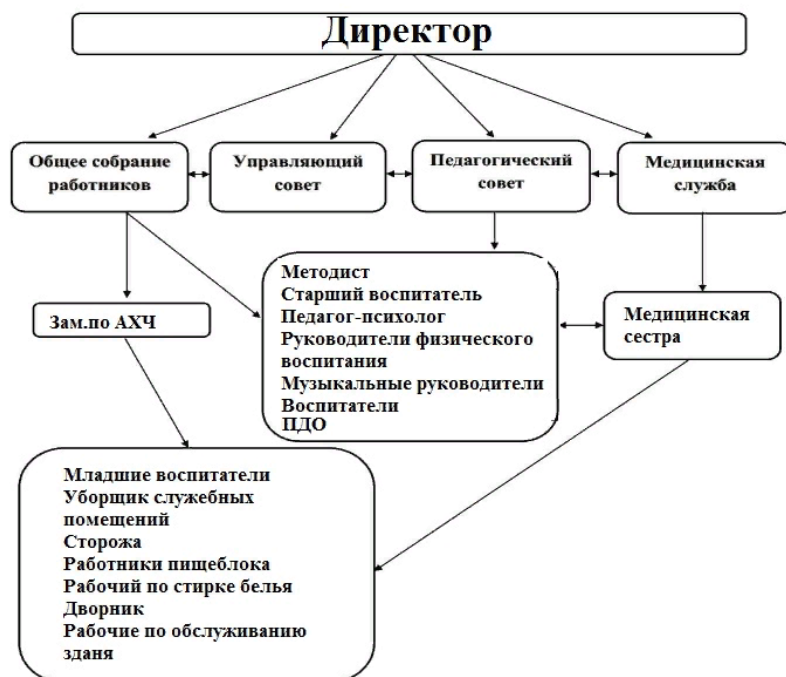 Директор
Общее собрание
работников
Управляющий
совет
Педагогический
совет
Медицинская
служба
Методист
Старший воспитатель
Педагог-психолог
Руководители физического
воспитания
Музыкальные руководители
Воспитатели
ПДО
Зам.по АХЧ
Медицинская
сестра
Младшие воспитатели
Уборщик служебных
помещений
Сторожа
Работники пищеблока
Рабочий по стирке белья
Дворник
Рабочие по обслуживанию
зданя